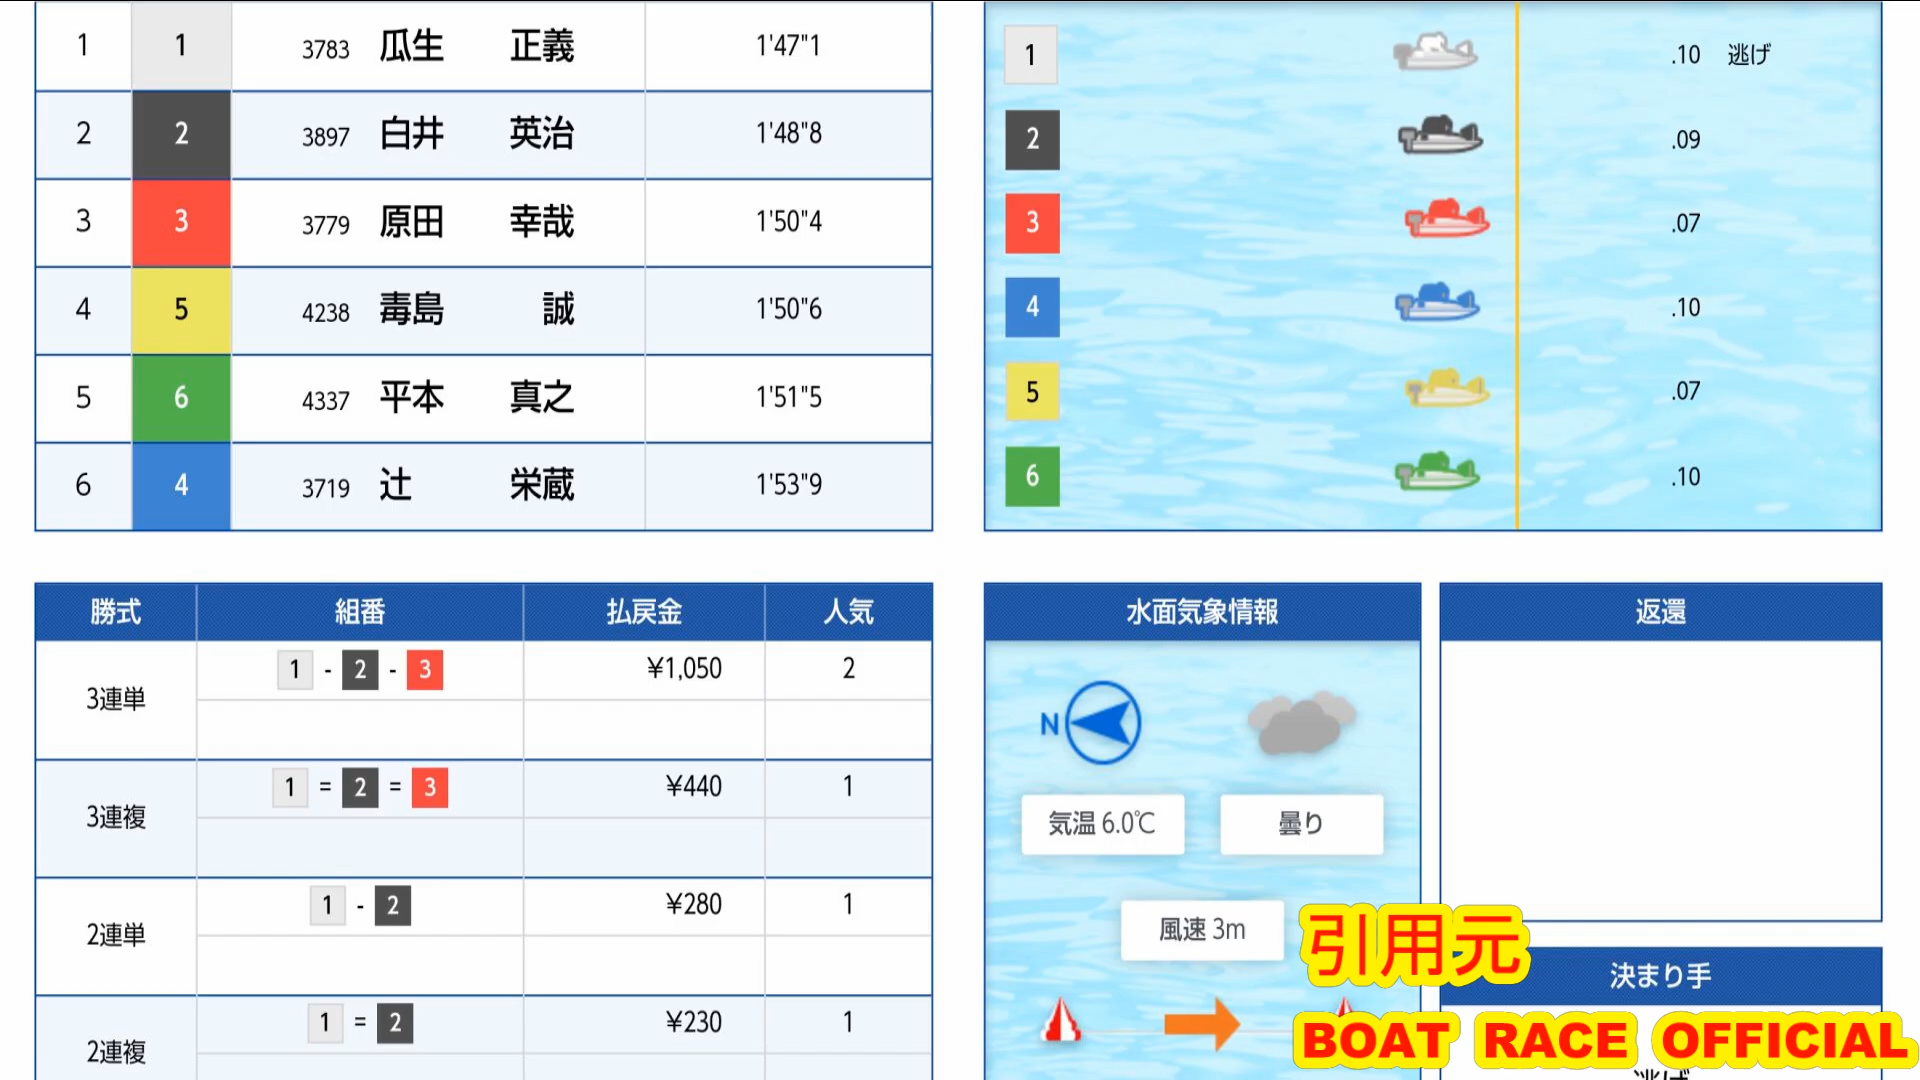 1 1 3783 瓜生 正義 1'47"1
2 2 3897 白井 英治 1'48"8
3 3 3779 原田 幸哉 1'50"4
4 5 4238 毒島 誠 1'50"6
5 6 4337 平本 真之 1'51"5
6 4 3719 辻 栄蔵 1'53"9
1 .10 逃げ
2 .09
3 .07
4 .10
5 .07
6 .10
勝式 組番 払戻金 人気
3連単 1 - 2 - 3 ¥1,050 2
3連複 1 = 2 = 3 ¥440 1
2連単 1 - 2 ¥280 1
2連複 1 = 2 ¥230 1
水面気象情報
N
気温 6.0℃
曇り
風速 3m
返還
決まり手
逃げ
引用元
BOAT RACE OFFICIAL